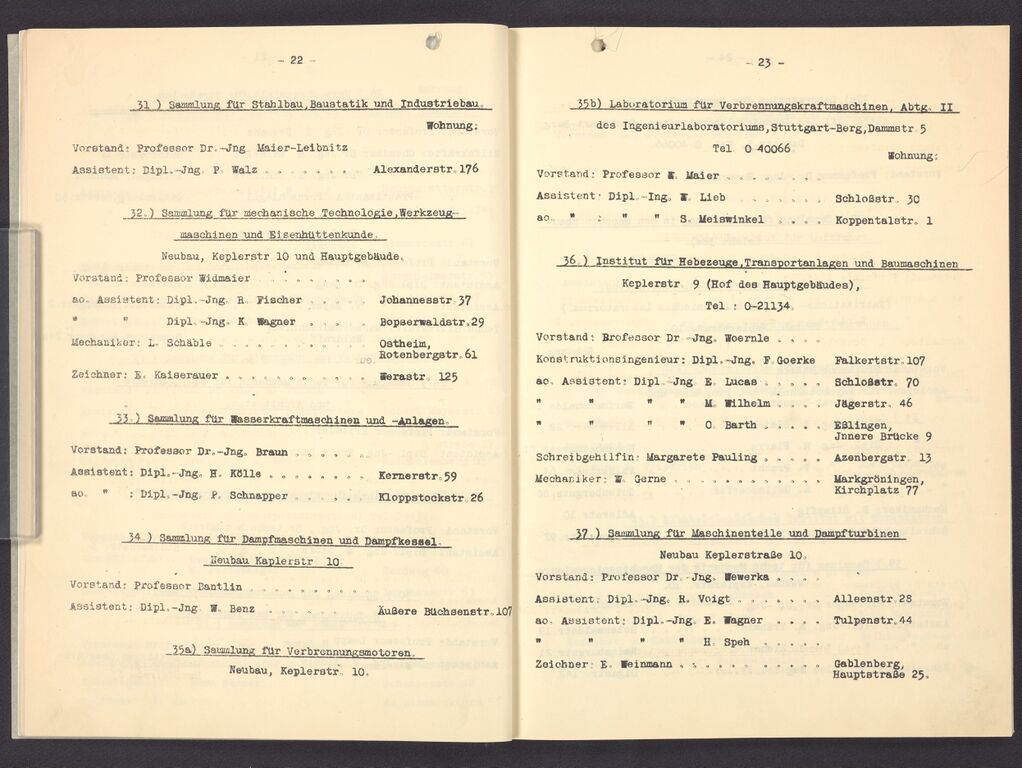 - 22 -
31 ) Sammlung für Stahlbau,Baustatik und Industriebau.
Wohnung:
Vorstand: Professor Dr.-Jng. Maier-Leibnitz
Assistent: Dipl.-Jng. P. Walz . . . . . . . Alexanderstr.176
32.) Sammlung für mechanische Technologie,Werkzeug-
maschinen und Eisenhüttenkunde.
Neubau, Keplerstr 10 und Hauptgebäude.
Vorstand: Professor Widmaier . . . . . .
ao. Assistent: Dipl.-Jng. R. Fischer . . . . Johannesstr.37
" " Dipl.-Jng. K. Wagner . . . . Bopserwaldstr.29
Mechaniker: L. Schäble . . . . . . . . . Ostheim,
Rotenbergstr.61
Zeichner: E. Kaiserauer . . . . . . . . . Werastr. 125
33.) Sammlung für Wasserkraftmaschinen und -Anlagen.
Vorstand: Professor Dr.-Jng. Braun . . . . . .
Assistent: Dipl.-Jng. H. Kölle . . . . . . Kernerstr.59
ao. " : Dipl.-Jng. P. Schnapper . . . . Kloppstockstr.26
34.) Sammlung für Dampfmaschinen und Dampfkessel.
Neubau Kaplerstr 10.
Vorstand: Professor Bantlin . . . . . . . .
Assistent: Dipl.-Jng. W. Benz . . . . . . . Äußere Büchsenstr.107
35a) Sammlung für Verbrennungsmotoren.
Neubau, Keplerstr. 10.
- 23 -
35b) Laboratorium für Verbrennungskraftmaschinen, Abtg. II
des Ingenieurlaboratoriums,Stuttgart-Berg,Dammstr.5
Tel 0 40066
Wohnung:
Vorstand: Professor W. Maier . . . . . . .
Assistent: Dipl.-Ing. W. Lieb . . . . . . Schloßstr. 30
ao. " " " S. Meiswinkel . . . . Koppentalstr. 1
36.) Institut für Hebezeuge,Transportanlagen und Baumaschinen
Keplerstr. 9 (Hof des Hauptgebäudes),
Tel.: 0-21134.
Vorstand: Professor Dr.-Jng. Woernle . . . .
Konstruktionsingenieur: Dipl.-Jng. F.Goerke Falkertstr.107
ao. Assistent: Dipl.-Jng. E. Lucas . . . . . Schloßstr. 70
" " " " M. Wilhelm . . . . Jägerstr. 46
" " " " O. Barth . . . . . Eßlingen,
Jnnere Brücke 9
Schreibgehilfin: Margarete Pauling . . . . . Azenbergstr. 13
Mechaniker: W. Gerne . . . . . . . . . . . Markgröningen,
Kirchplatz 77
37.) Sammlung für Maschinenteile und Dampfturbinen
Neubau Keplerstraße 10.
Vorstand: Professor Dr.-Jng. Wewerka . . . .
Assistent: Dipl.-Jng. R. Voigt . . . . . . . Alleenstr.28
ao. Assistent: Dipl.-Jng. E. Wagner . . . . . Tulpenstr.44
" " " " H. Speh . . . .
Zeichner: E. Weinmann . . . . . . . . . . . Gablenberg,
Hauptstraße 25.